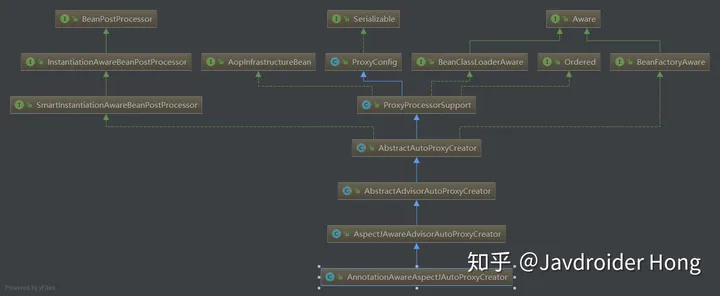 BeanPostProcessor
Serializable
Aware
InstantiationAwareBeanPostProcessor
AopInfrastructureBean
ProxyConfig
BeanClassLoaderAware
Ordered
BeanFactoryAware
SmartInstantiationAwareBeanPostProcessor
ProxyProcessorSupport
AbstractAutoProxyCreator
AbstractAdvisorAutoProxyCreator
AspectJAwareAdvisorAutoProxyCreator
知乎 @Javdroider Hong
AnnotationAwareAspectJAutoProxyCreator
Powered by yFiles